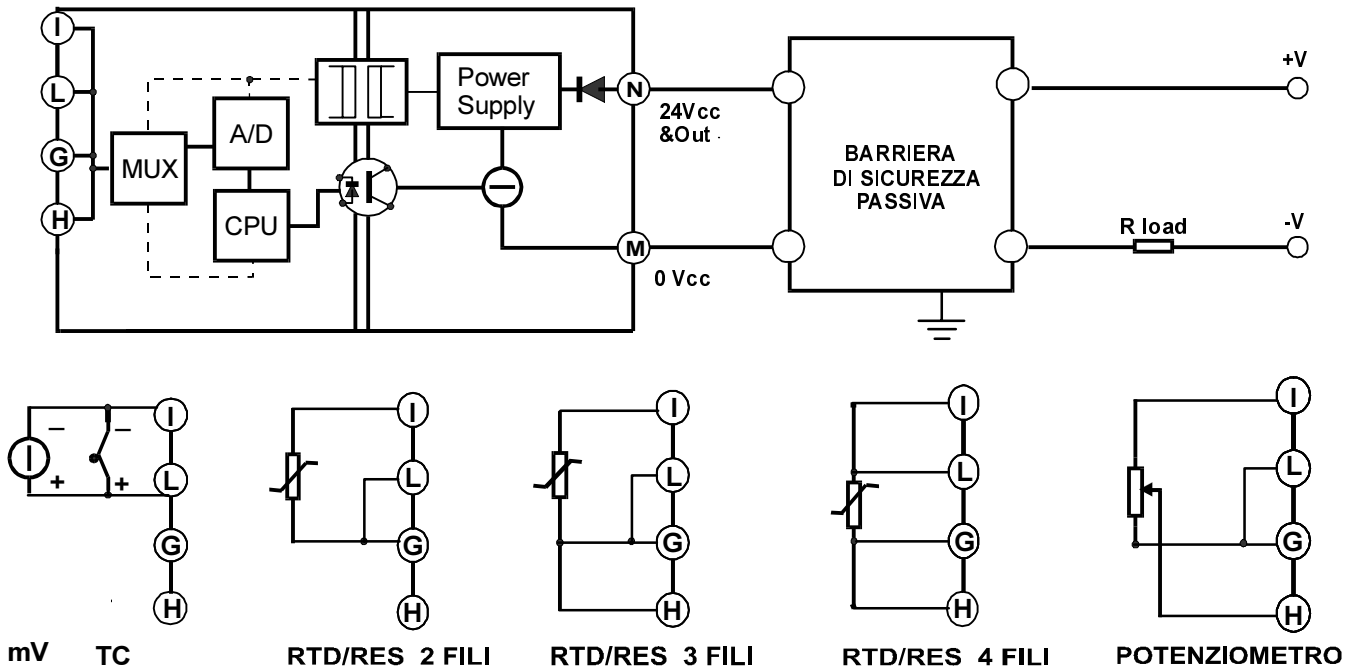 I
L
G
H
MUX
A/D
CPU
Power
Supply
N
24Vcc
&Out
M
0 Vcc
BARRIERA
DI SICUREZZA
PASSIVA
+V
R load
-V
I
L
G
H
– –
+ +
mV TC
I
L
G
H
RTD/RES 2 FILI
I
L
G
H
RTD/RES 3 FILI
I
L
G
H
RTD/RES 4 FILI
I
L
G
H
POTENZIOMETRO